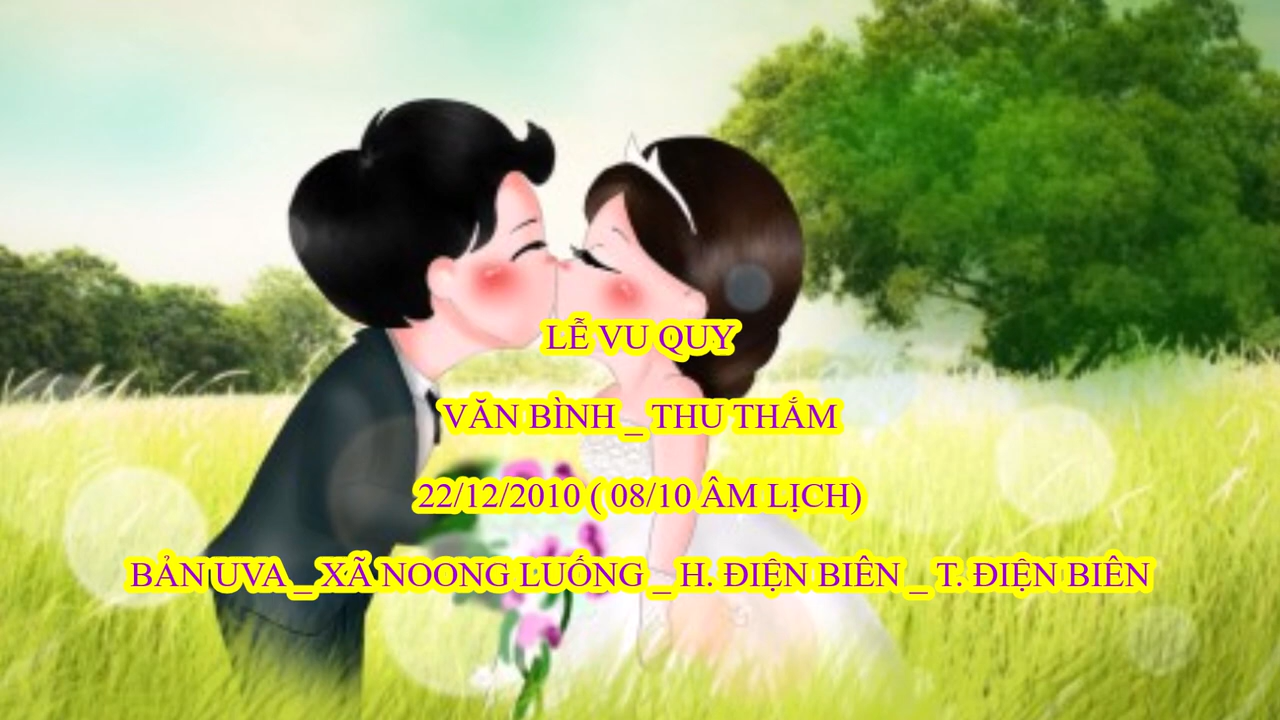 LỄ VU QUY
VĂN BÌNH _ THU THẮM
22/12/2010 ( 08/10 ÂM LỊCH)
BẢN UVA _ XÃ NOONG LUỐNG _ H. ĐIỆN BIÊN _ T. ĐIỆN BIÊN